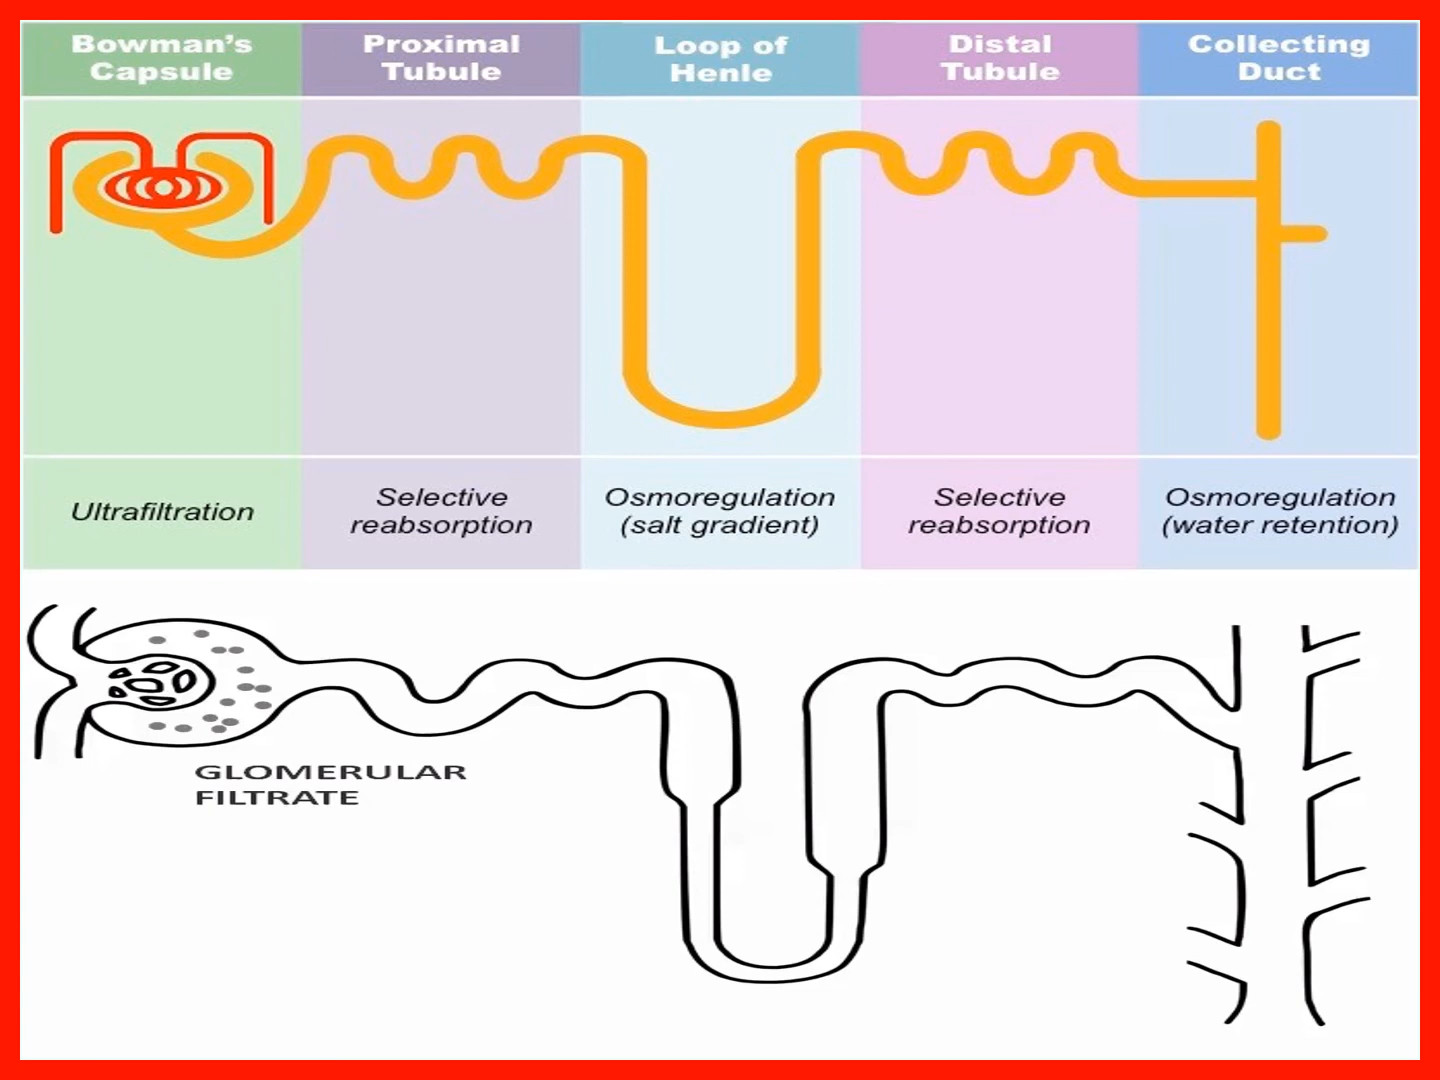 Bowman's
Capsule
Proximal
Tubule
Loop of
Henle
Distal
Tubule
Collecting
Duct
Ultrafiltration
Selective
reabsorption
Osmoregulation
(salt gradient)
Selective
reabsorption
Osmoregulation
(water retention)
GLOMERULAR
FILTRATE